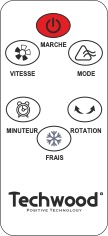 MARCHE
VITESSE
MODE
MINUTEUR
ROTATION
FRAIS
Techwood
POSITIVE TECHNOLOGY